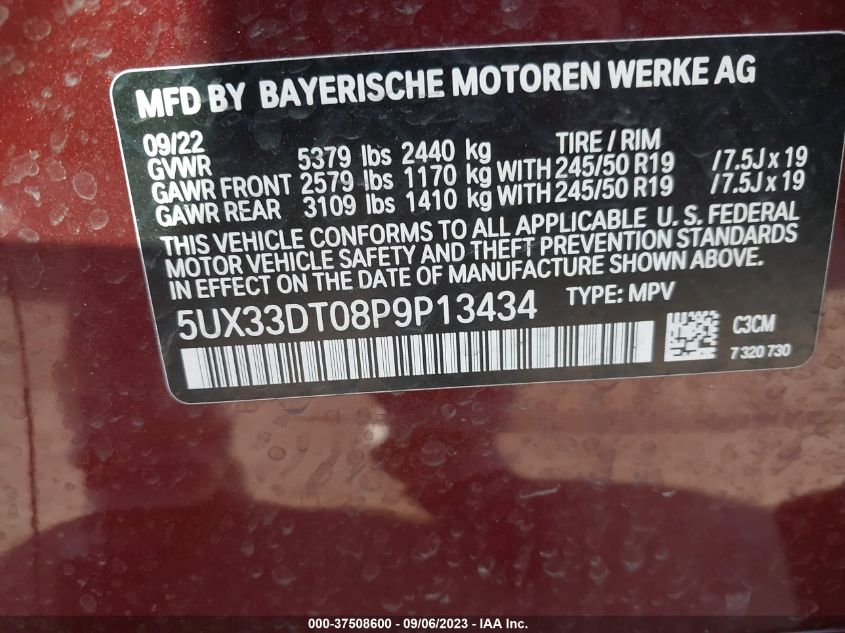 MFD BY BAYERISCHE MOTOREN WERKE AG
09/22 TIRE / RIM
GVWR 5379 lbs 2440 kg
GAWR FRONT 2579 lbs 1170 kg WITH 245/50 R19 /7.5J x 19
GAWR REAR 3109 lbs 1410 kg WITH 245/50 R19 /7.5J x 19
THIS VEHICLE CONFORMS TO ALL APPLICABLE U. S. FEDERAL
MOTOR VEHICLE SAFETY AND THEFT PREVENTION STANDARDS
IN EFFECT ON THE DATE OF MANUFACTURE SHOWN ABOVE.
5UX33DT08P9P13434 TYPE: MPV
C3CM
7 320 730
000-37508600 - 09/06/2023 - IAA Inc.